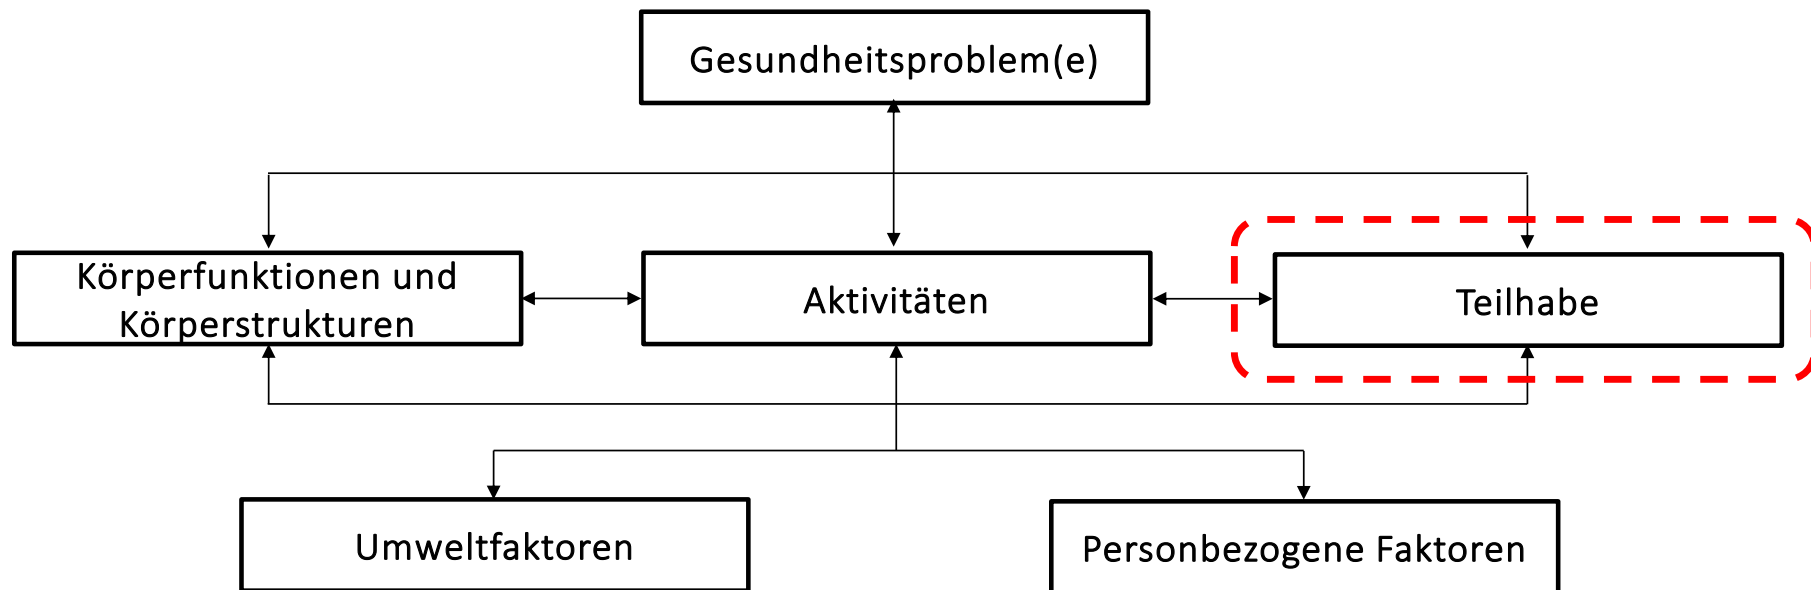 Gesundheitsproblem(e)
Körperfunktionen und
Körperstrukturen
Aktivitäten
Teilhabe
Umweltfaktoren
Personbezogene Faktoren